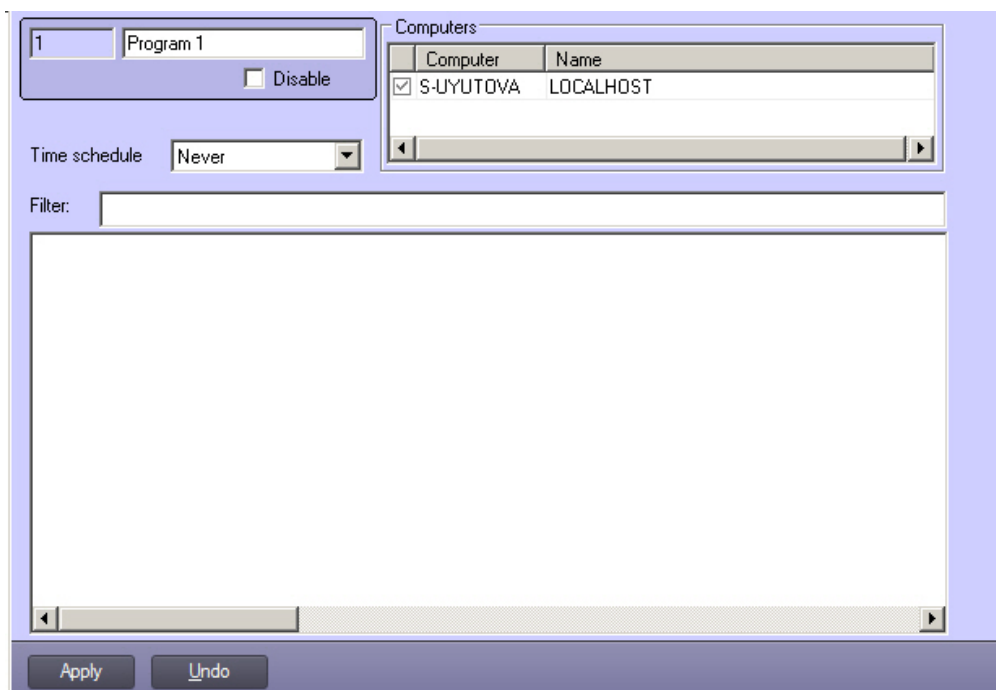 1
Program 1
Disable
Computers
Computer Name
S-UYUTOVA LOCALHOST
Time schedule Never
Filter:
Apply Undo